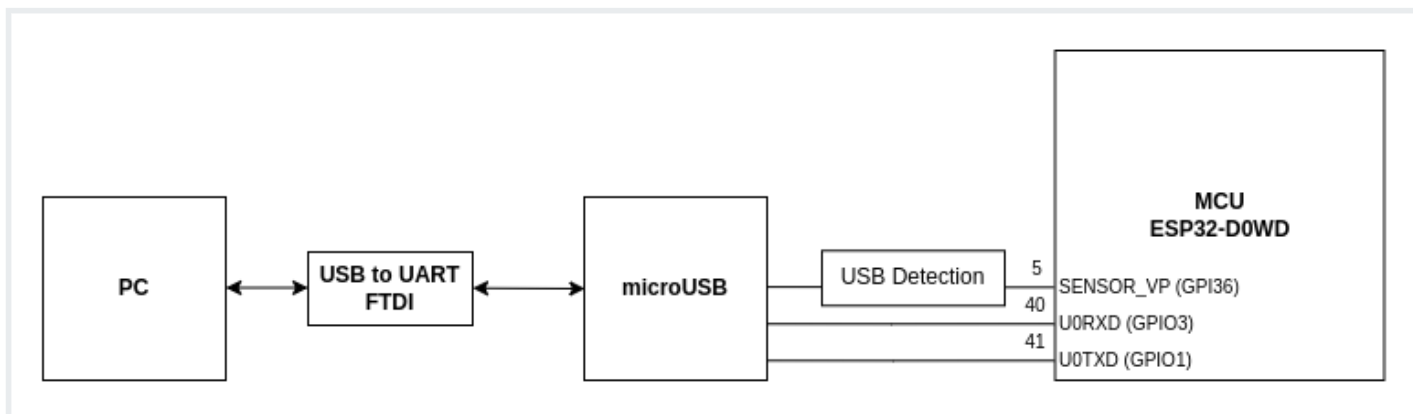 MCU
ESP32-D0WD
PC
USB to UART
FTDI
microUSB
USB Detection
5
SENSOR_VP (GPI36)
40
U0RXD (GPIO3)
41
U0TXD (GPIO1)